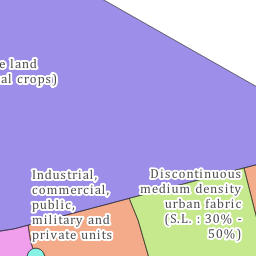 e land
al crops)
Industrial,
commercial,
public,
military and
private units
Discontinuous
medium density
urban fabric
(S.L. : 30% -
50%)